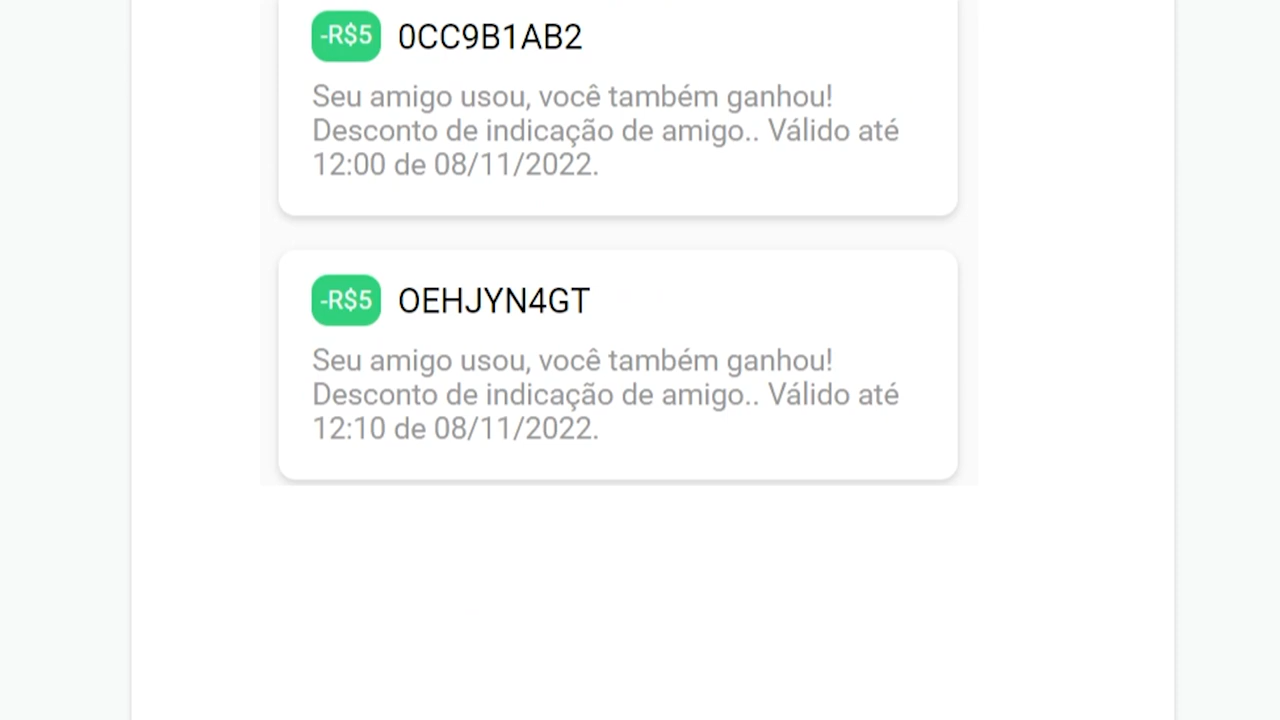 -R$5 0CC9B1AB2
Seu amigo usou, você também ganhou!
Desconto de indicação de amigo.. Válido até
12:00 de 08/11/2022.
-R$5 OEHJYN4GT
Seu amigo usou, você também ganhou!
Desconto de indicação de amigo.. Válido até
12:10 de 08/11/2022.